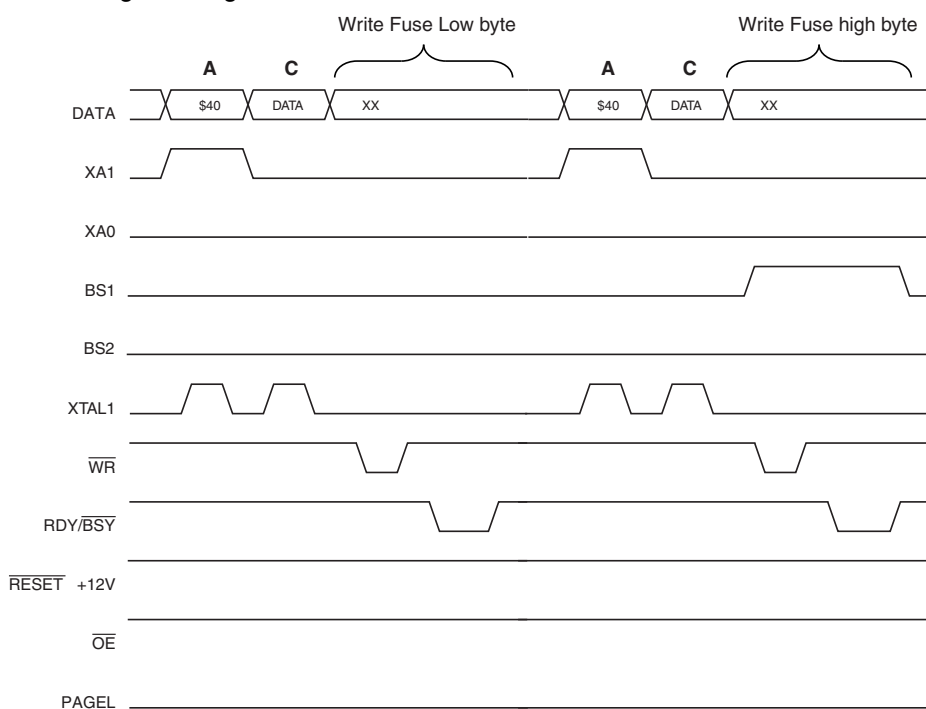 Write Fuse Low byte
Write Fuse high byte
A
C
A
C
DATA
$40
DATA
XX
$40
DATA
XX
XA1
XA0
BS1
BS2
XTAL1
WR
RDY/BSY
RESET +12V
OE
PAGEL